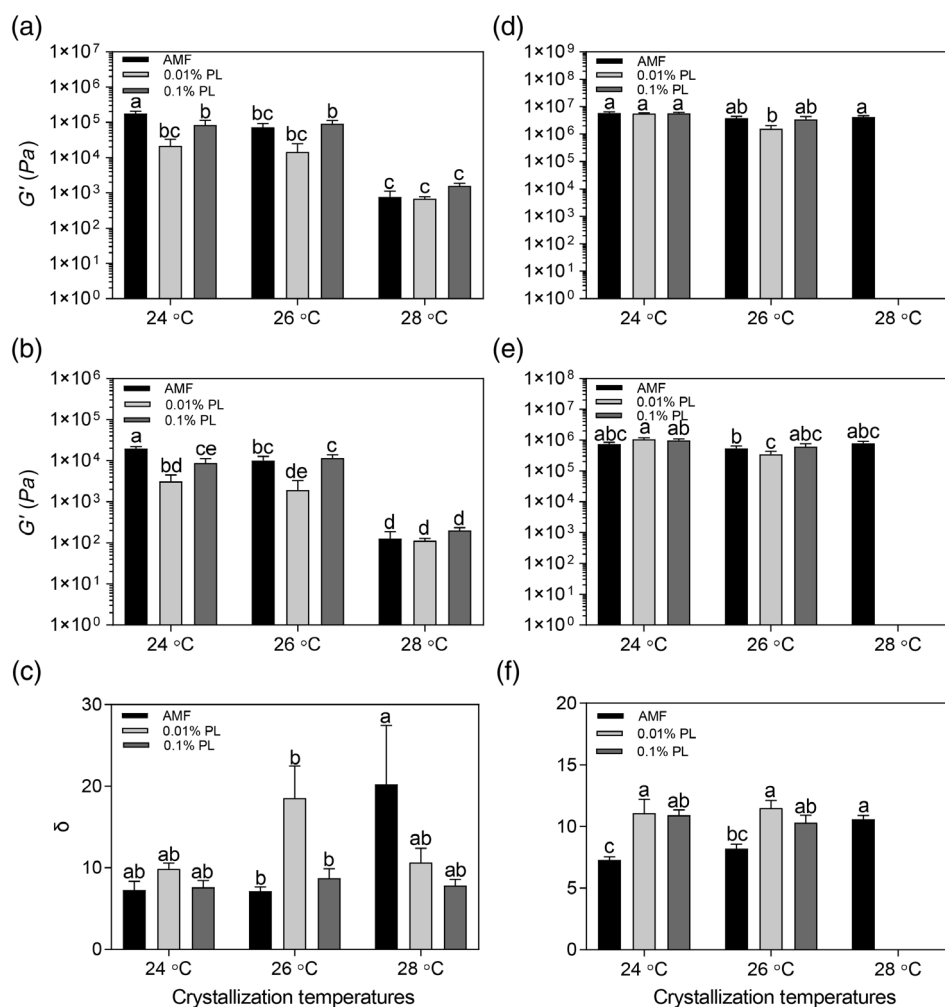 (a)
1×10⁷
1×10⁶
1×10⁵
1×10⁴
1×10³
1×10²
1×10¹
1×10⁰
G' (Pa)
AMF
0.01% PL
0.1% PL
a bc b bc bc b c c c
24 °C 26 °C 28 °C
(d)
1×10⁹
1×10⁸
1×10⁷
1×10⁶
1×10⁵
1×10⁴
1×10³
1×10²
1×10¹
1×10⁰
AMF
0.01% PL
0.1% PL
a a a ab b ab a
24 °C 26 °C 28 °C
(b)
1×10⁶
1×10⁵
1×10⁴
1×10³
1×10²
1×10¹
1×10⁰
G' (Pa)
AMF
0.01% PL
0.1% PL
a bd ce bc de c d d d
24 °C 26 °C 28 °C
(e)
1×10⁸
1×10⁷
1×10⁶
1×10⁵
1×10⁴
1×10³
1×10²
1×10¹
1×10⁰
AMF
0.01% PL
0.1% PL
abc a ab b c abc abc
24 °C 26 °C 28 °C
(c)
30
20
10
0
δ
AMF
0.01% PL
0.1% PL
ab ab ab b b b a ab ab
24 °C 26 °C 28 °C
Crystallization temperatures
(f)
20
15
10
5
0
AMF
0.01% PL
0.1% PL
c a ab bc a ab a
24 °C 26 °C 28 °C
Crystallization temperatures